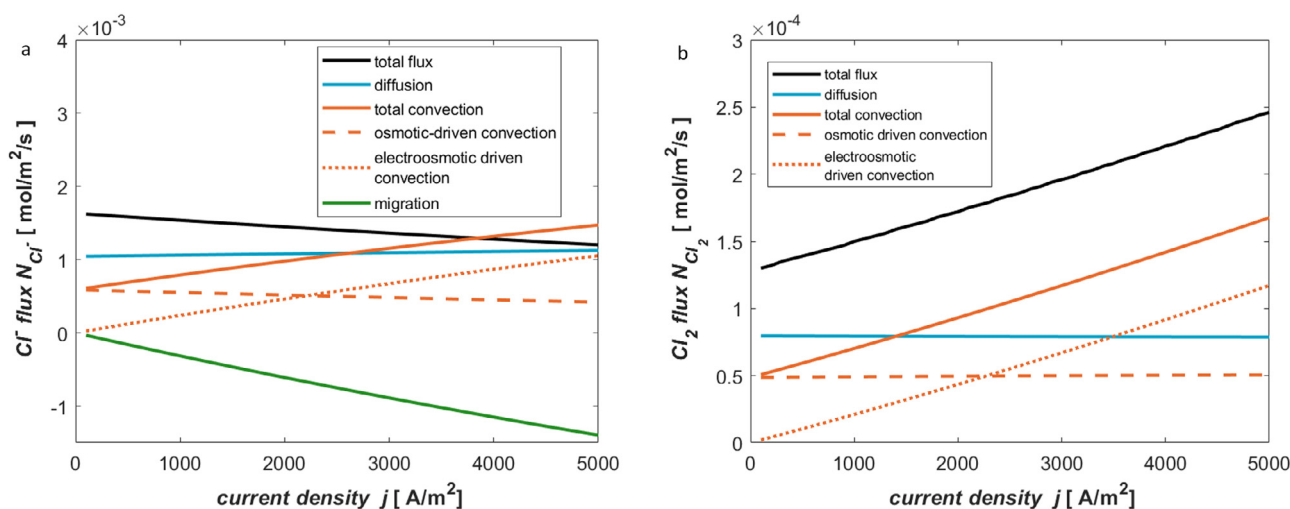 a
×10⁻³
4
3
2
1
0
-1
Cl⁻ flux N_Cl⁻ [ mol/m²/s]
total flux
diffusion
total convection
osmotic-driven convection
electroosmotic driven
convection
migration
0 1000 2000 3000 4000 5000
current density j [ A/m²]
b
×10⁻⁴
3
2.5
2
1.5
1
0.5
0
Cl₂ flux N_Cl₂ [ mol/m²/s]
total flux
diffusion
total convection
osmotic driven convection
electroosmotic
driven convection
0 1000 2000 3000 4000 5000
current density j [ A/m²]